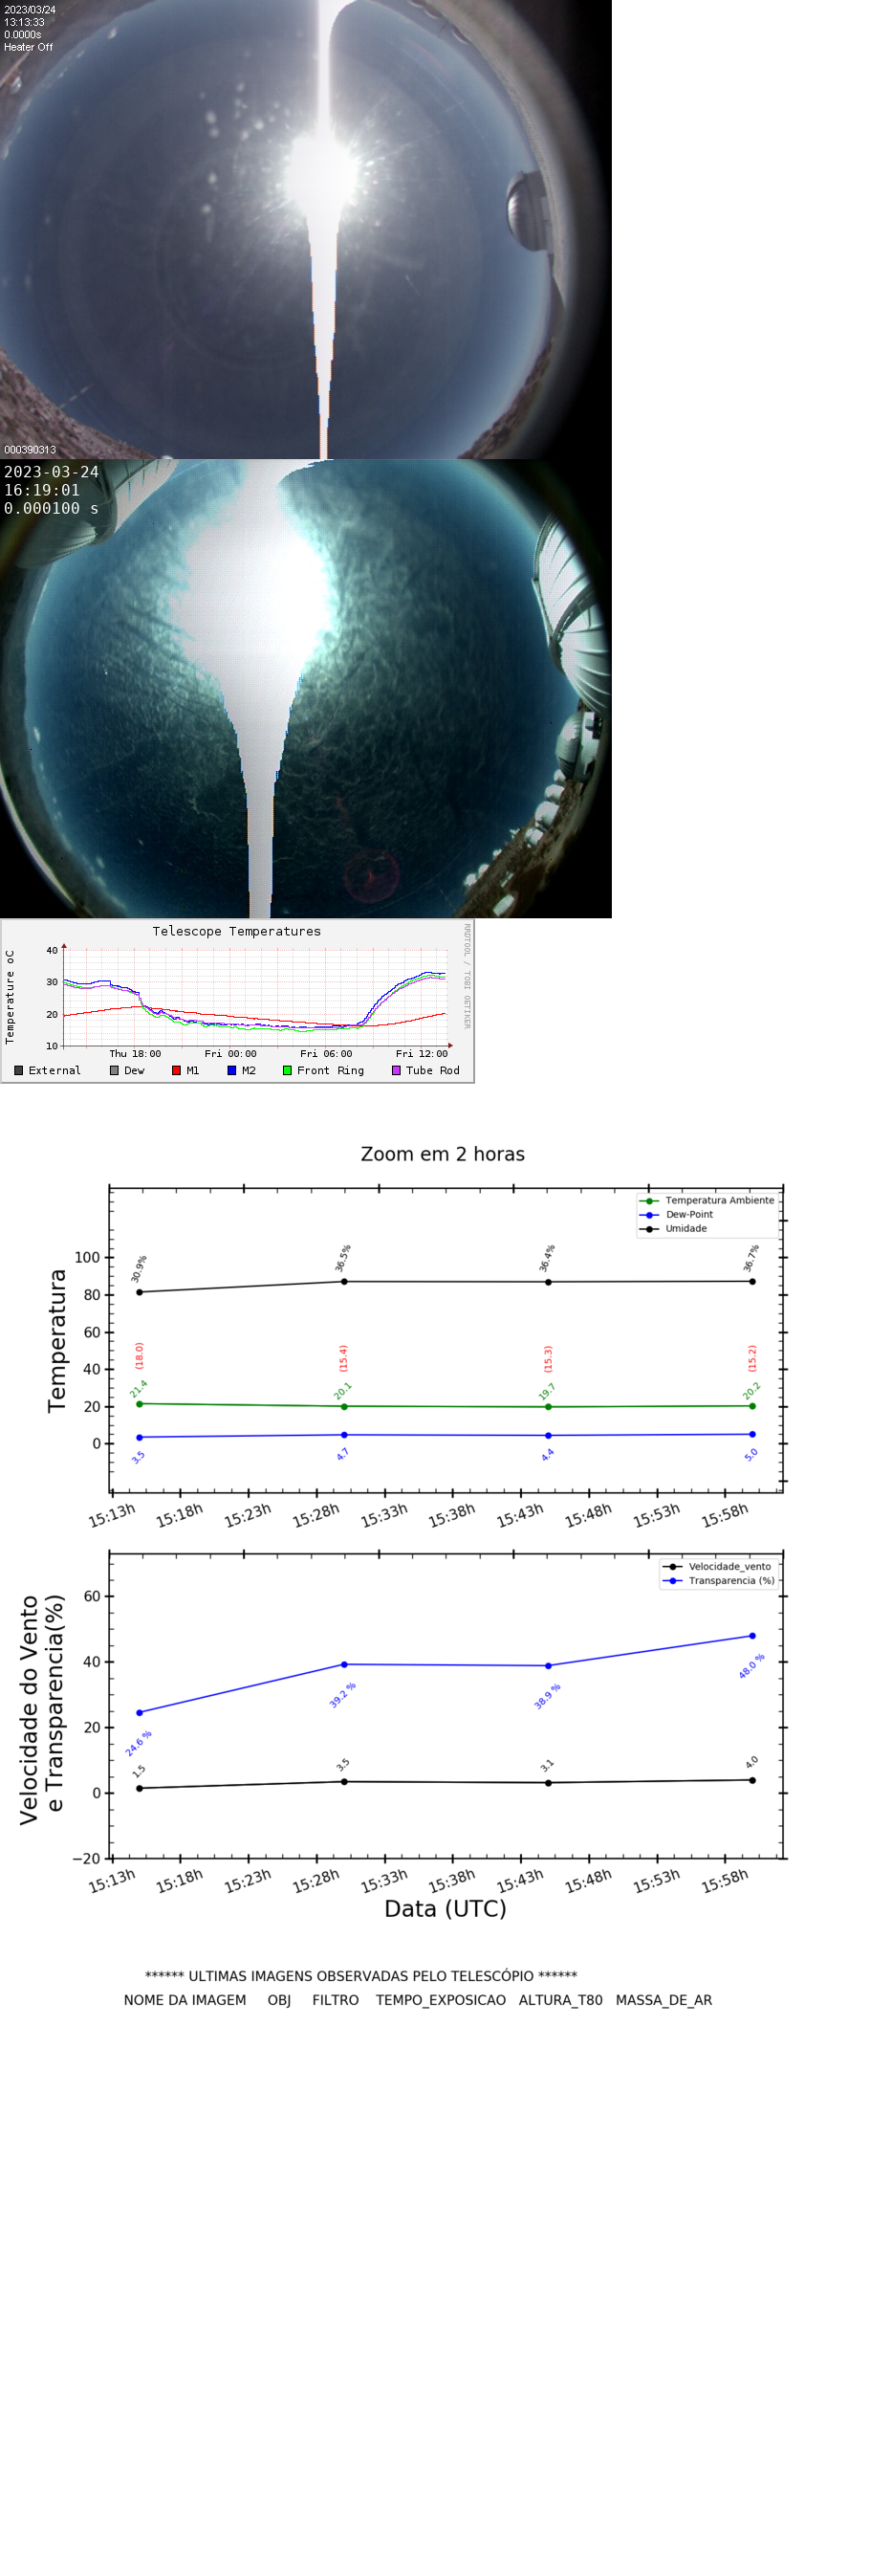 2023/03/24
13:13:33
0.0000s
Heater Off
000390313
2023-03-24
16:19:01
0.000100 s
Telescope Temperatures
RRDTOOL / TOBI OETIKER
Temperature oC
40
30
20
10
Thu 18:00 Fri 00:00 Fri 06:00 Fri 12:00
External Dew M1 M2 Front Ring Tube Rod
Zoom em 2 horas
Temperatura Ambiente
Dew-Point
Umidade
Temperatura
100
80
60
40
20
0
30.9% 36.5% 36.4% 36.7%
(18.0) (15.4) (15.3) (15.2)
21.4 20.1 19.7 20.2
3.5 4.7 4.4 5.0
15:13h 15:18h 15:23h 15:28h 15:33h 15:38h 15:43h 15:48h 15:53h 15:58h
Velocidade_vento
Transparencia (%)
Velocidade do Vento
e Transparencia(%)
60
40
20
0
−20
24.6 % 39.2 % 38.9 % 48.0 %
1.5 3.5 3.1 4.0
15:13h 15:18h 15:23h 15:28h 15:33h 15:38h 15:43h 15:48h 15:53h 15:58h
Data (UTC)
****** ULTIMAS IMAGENS OBSERVADAS PELO TELESCÓPIO ******
NOME DA IMAGEM OBJ FILTRO TEMPO_EXPOSICAO ALTURA_T80 MASSA_DE_AR